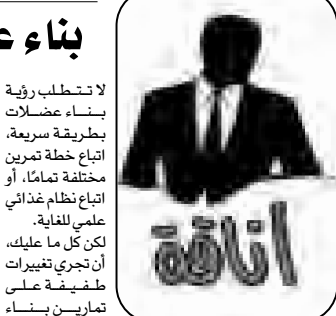 بناء
لا تتطلب رؤية
بناء عضلات
بطريقة سريعة،
اتباع خطة تمرين
مختلفة تمامًا، أو
اتباع نظام غذائي
علمي للغاية.
لكن كل ما عليك،
أن تجري تغييرات
طفيفة على
تمارين بناء
أناقة